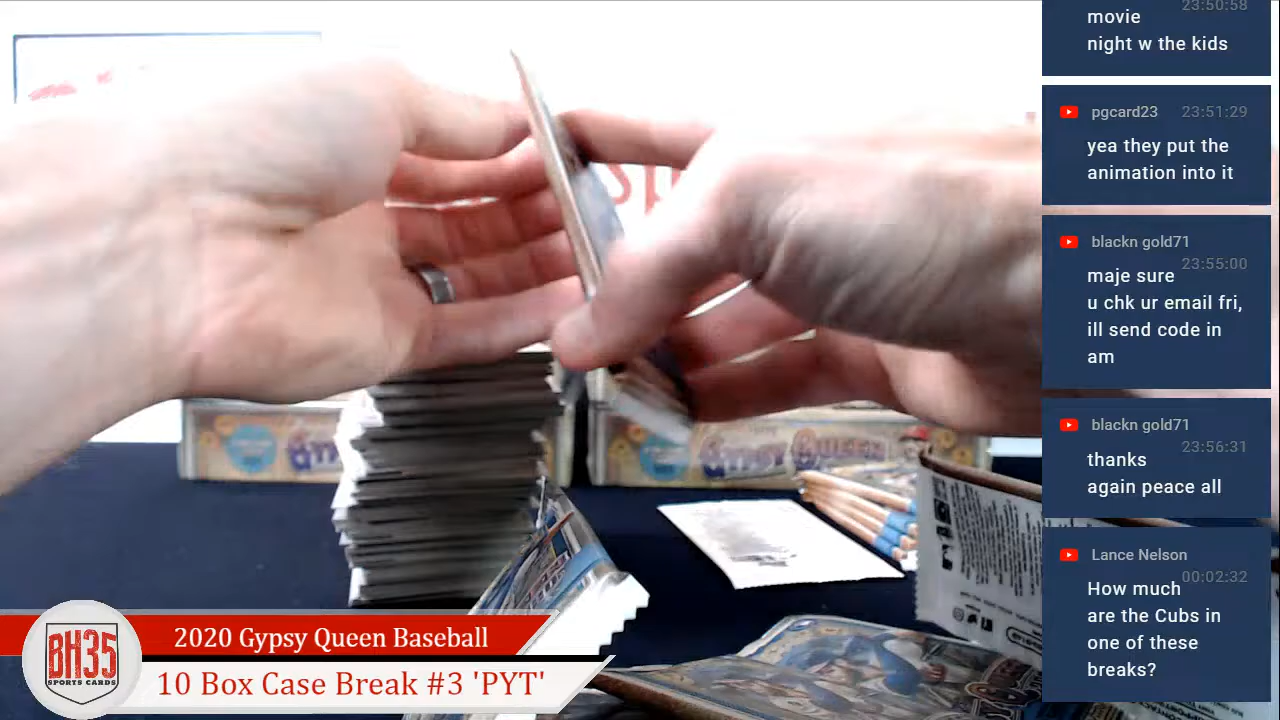 movie
23:50:58
night w the kids
pgcard23 23:51:29
yea they put the
animation into it
blackn gold71
23:55:00
maje sure
u chk ur email fri,
ill send code in
am
blackn gold71
23:56:31
thanks
again peace all
Lance Nelson
00:02:32
How much
are the Cubs in
one of these
breaks?
GYPSY QUEEN
BH35
SPORTS CARDS
2020 Gypsy Queen Baseball
10 Box Case Break #3 'PYT'